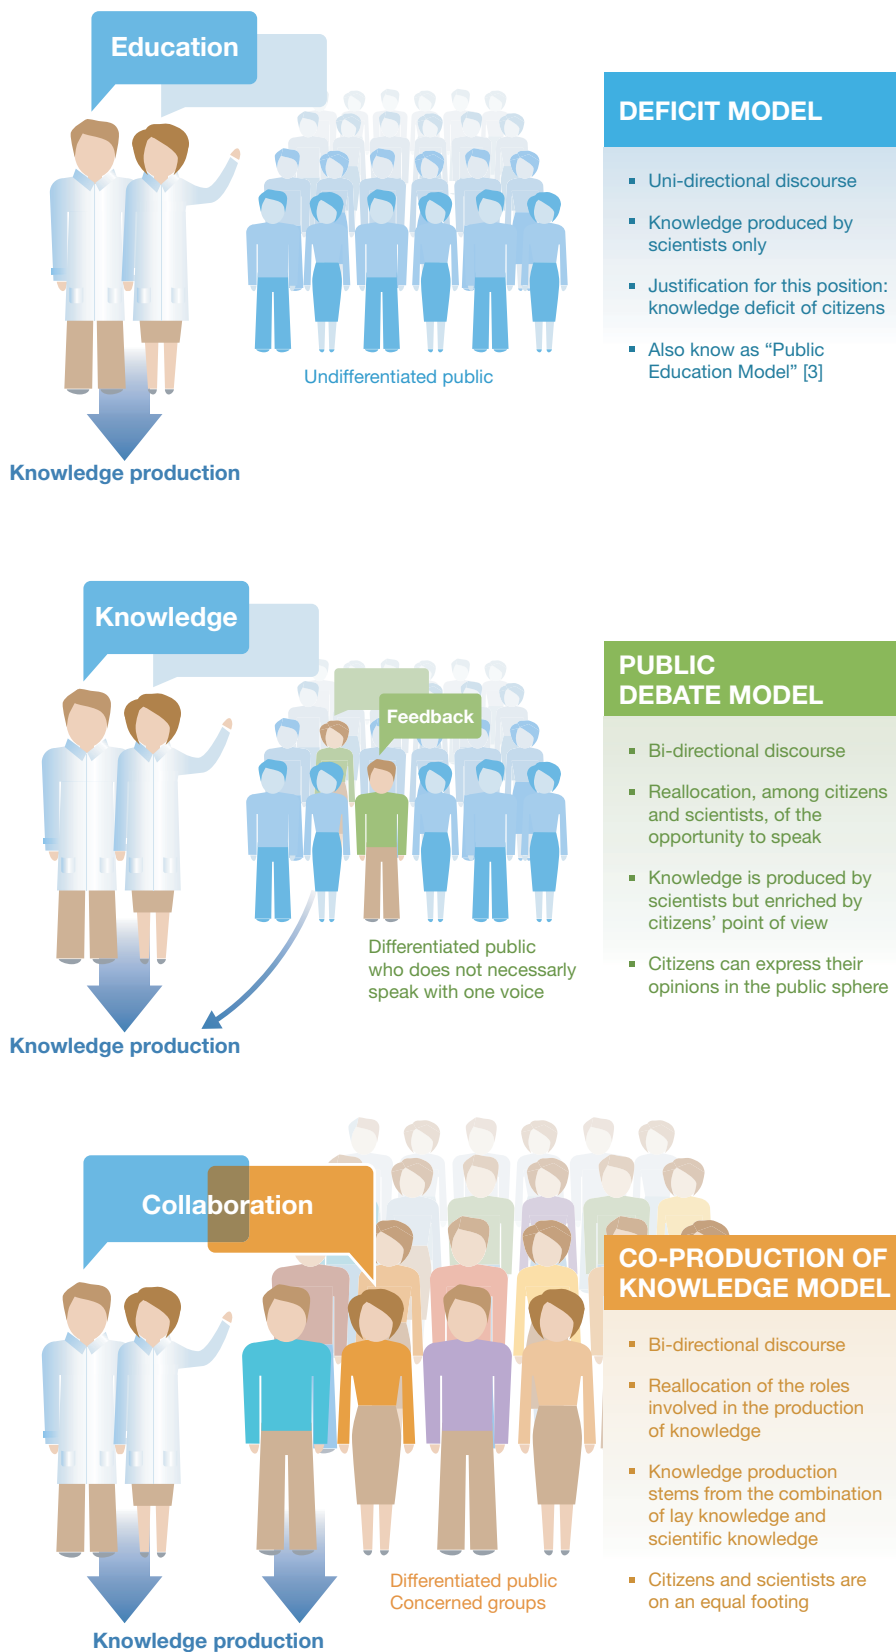 Education
DEFICIT MODEL
Uni-directional discourse
Knowledge produced by
scientists only
Justification for this position:
knowledge deficit of citizens
Also know as “Public
Education Model” [3]
Undifferentiated public
Knowledge production
Knowledge
Feedback
PUBLIC
DEBATE MODEL
Bi-directional discourse
Reallocation, among citizens
and scientists, of the
opportunity to speak
Knowledge is produced by
scientists but enriched by
citizens’ point of view
Citizens can express their
opinions in the public sphere
Differentiated public
who does not necessarly
speak with one voice
Knowledge production
Collaboration
CO-PRODUCTION OF
KNOWLEDGE MODEL
Bi-directional discourse
Reallocation of the roles
involved in the production
of knowledge
Knowledge production
stems from the combination
of lay knowledge and
scientific knowledge
Citizens and scientists are
on an equal footing
Differentiated public
Concerned groups
Knowledge production